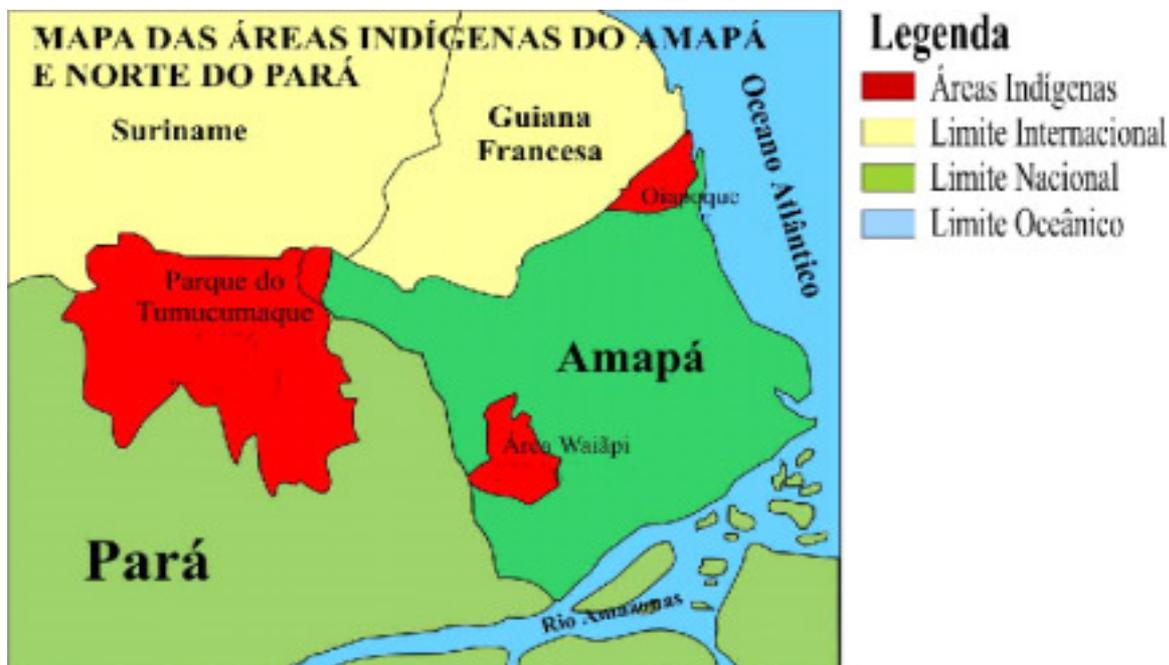 MAPA DAS ÁREAS INDÍGENAS DO AMAPÁ
E NORTE DO PARÁ
Suriname
Guiana
Francesa
Oceano Atlântico
Oiapoque
Parque do
Tumucumaque
Amapá
Área Waiãpi
Pará
Rio Amazonas
Legenda
Áreas Indígenas
Limite Internacional
Limite Nacional
Limite Oceânico